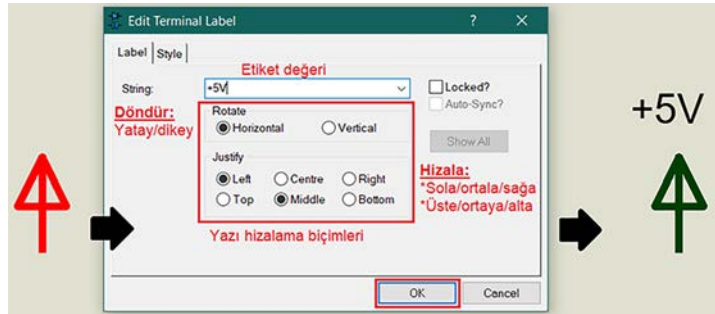 Edit Terminal Label ? ×
Label Style
Etiket değeri
String: +5V
Locked?
Auto-Sync?
Döndür:
Yatay/dikey
Rotate
Horizontal Vertical
Show All
Justify
Left Centre Right
Top Middle Bottom
Hizala:
*Sola/ortala/sağa
*Üste/ortaya/alta
Yazı hizalama biçimleri
OK Cancel
+5V